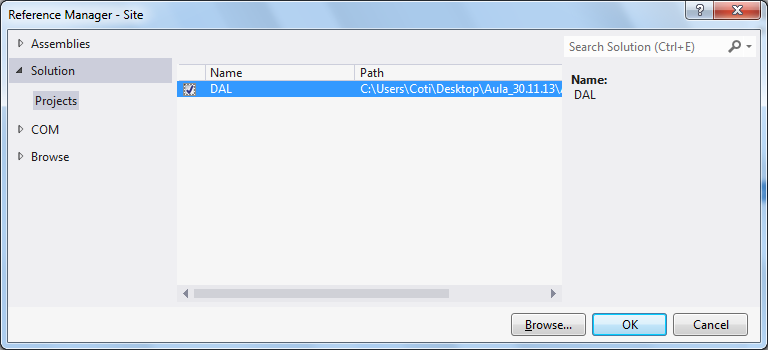 Reference Manager - Site
?
Assemblies
Solution
Projects
COM
Browse
Name Path
DAL C:\Users\Coti\Desktop\Aula_30.11.13\
Search Solution (Ctrl+E)
Name:
DAL
Browse... OK Cancel